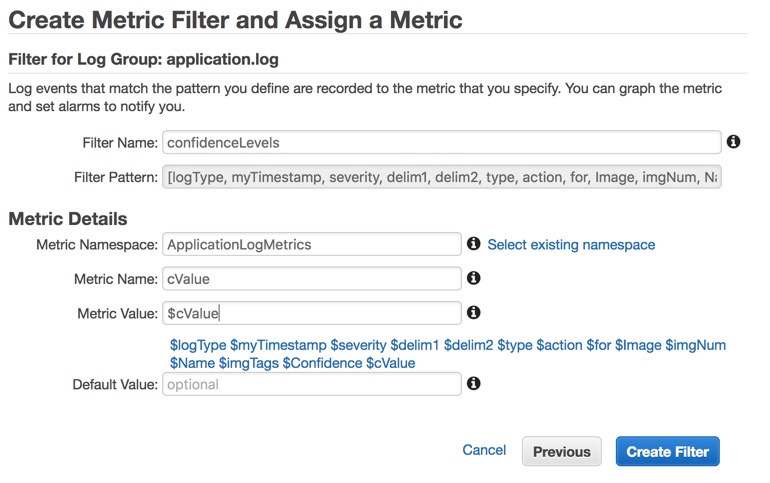 Create Metric Filter and Assign a Metric
Filter for Log Group: application.log
Log events that match the pattern you define are recorded to the metric that you specify. You can graph the metric
and set alarms to notify you.
Filter Name: confidenceLevels
Filter Pattern: [logType, myTimestamp, severity, delim1, delim2, type, action, for, Image, imgNum, Na
Metric Details
Metric Namespace: ApplicationLogMetrics Select existing namespace
Metric Name: cValue
Metric Value: $cValue
$logType $myTimestamp $severity $delim1 $delim2 $type $action $for $Image $imgNum
$Name $imgTags $Confidence $cValue
Default Value: optional
Cancel Previous Create Filter